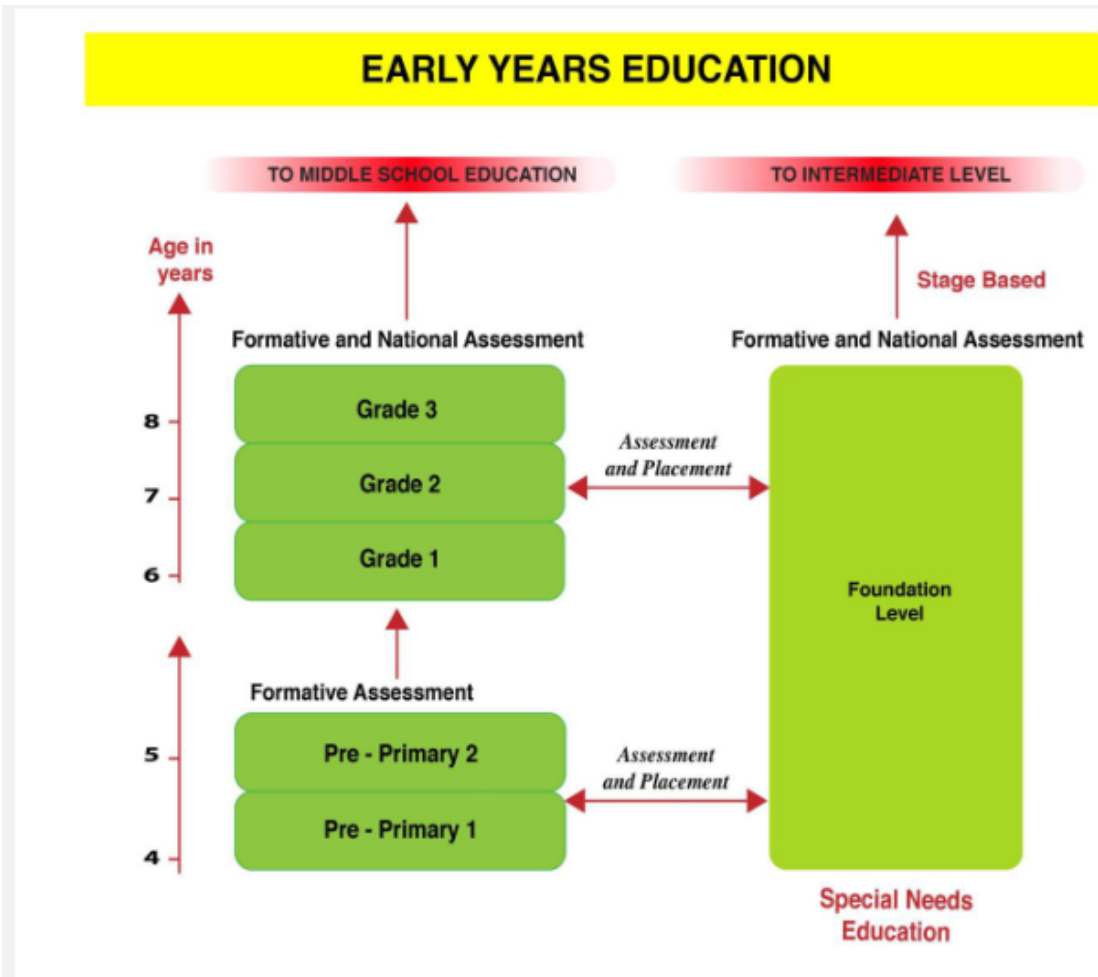 EARLY YEARS EDUCATION
TO MIDDLE SCHOOL EDUCATION
TO INTERMEDIATE LEVEL
Age in
years
Stage Based
Formative and National Assessment
Formative and National Assessment
8
Grade 3
Assessment
and Placement
7
Grade 2
6
Grade 1
Foundation
Level
Formative Assessment
5
Pre - Primary 2
Assessment
and Placement
Pre - Primary 1
4
Special Needs
Education